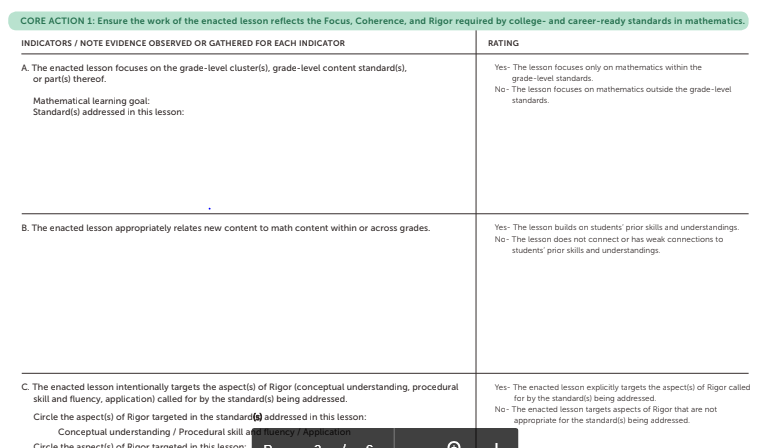 CORE ACTION 1: Ensure the work of the enacted lesson reflects the Focus, Coherence, and Rigor required by college- and career-ready standards in mathematics.
INDICATORS / NOTE EVIDENCE OBSERVED OR GATHERED FOR EACH INDICATOR
RATING
A. The enacted lesson focuses on the grade-level cluster(s), grade-level content standard(s),
or part(s) thereof.
Mathematical learning goal:
Standard(s) addressed in this lesson:
Yes- The lesson focuses only on mathematics within the
grade-level standards.
No- The lesson focuses on mathematics outside the grade-level
standards.
B. The enacted lesson appropriately relates new content to math content within or across grades.
Yes- The lesson builds on students' prior skills and understandings.
No- The lesson does not connect or has weak connections to
students' prior skills and understandings.
C. The enacted lesson intentionally targets the aspect(s) of Rigor (conceptual understanding, procedural
skill and fluency, application) called for by the standard(s) being addressed.
Circle the aspect(s) of Rigor targeted in the standard(s) addressed in this lesson:
Conceptual understanding / Procedural skill and fluency / Application
Circle the aspect(s) of Rigor targeted in this lesson:
Yes- The enacted lesson explicitly targets the aspect(s) of Rigor called
for by the standard(s) being addressed.
No- The enacted lesson targets aspects of Rigor that are not
appropriate for the standard(s) being addressed.